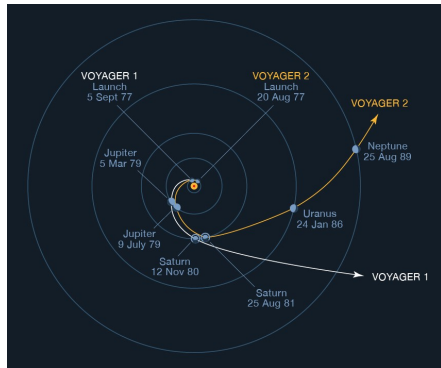 VOYAGER 1
Launch
5 Sept 77
VOYAGER 2
Launch
20 Aug 77
VOYAGER 2
Jupiter
5 Mar 79
Neptune
25 Aug 89
Jupiter
9 July 79
Uranus
24 Jan 86
Saturn
12 Nov 80
VOYAGER 1
Saturn
25 Aug 81